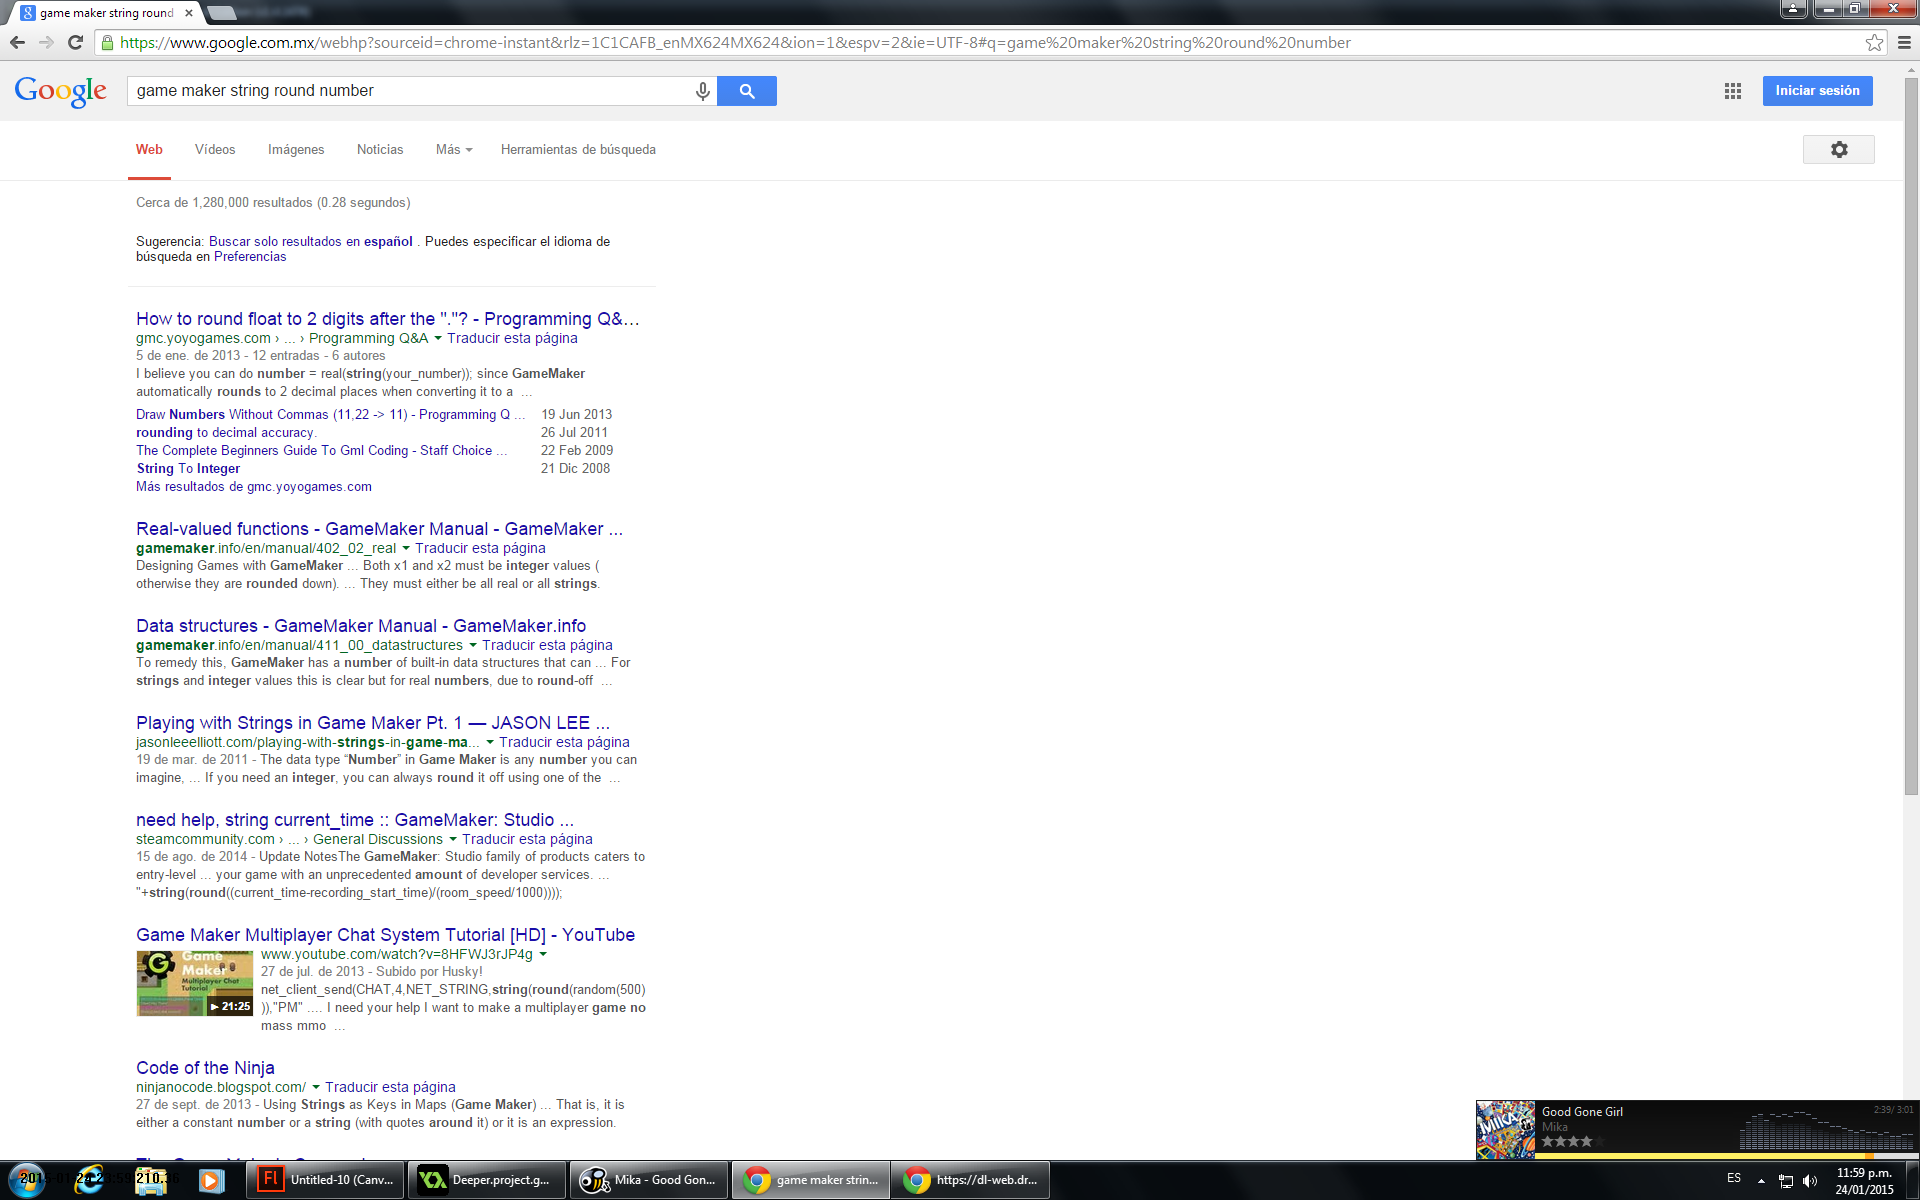 game maker string round
https://www.google.com.mx/webhp?sourceid=chrome-instant&rlz=1C1CAFB_enMX624MX624&ion=1&espv=2&ie=UTF-8#q=game%20maker%20string%20round%20number
Google
game maker string round number
Iniciar sesión
Web Vídeos Imágenes Noticias Más Herramientas de búsqueda
Cerca de 1,280,000 resultados (0.28 segundos)
Sugerencia: Buscar solo resultados en español . Puedes especificar el idioma de
búsqueda en Preferencias
How to round float to 2 digits after the "."? - Programming Q&...
gmc.yoyogames.com › ... › Programming Q&A Traducir esta página
5 de ene. de 2013 - 12 entradas - 6 autores
I believe you can do number = real(string(your_number)); since GameMaker
automatically rounds to 2 decimal places when converting it to a ...
Draw Numbers Without Commas (11,22 -> 11) - Programming Q ... 19 Jun 2013
rounding to decimal accuracy. 26 Jul 2011
The Complete Beginners Guide To Gml Coding - Staff Choice ... 22 Feb 2009
String To Integer 21 Dic 2008
Más resultados de gmc.yoyogames.com
Real-valued functions - GameMaker Manual - GameMaker ...
gamemaker.info/en/manual/402_02_real Traducir esta página
Designing Games with GameMaker ... Both x1 and x2 must be integer values (
otherwise they are rounded down). ... They must either be all real or all strings.
Data structures - GameMaker Manual - GameMaker.info
gamemaker.info/en/manual/411_00_datastructures Traducir esta página
To remedy this, GameMaker has a number of built-in data structures that can ... For
strings and integer values this is clear but for real numbers, due to round-off ...
Playing with Strings in Game Maker Pt. 1 — JASON LEE ...
jasonleeelliott.com/playing-with-strings-in-game-ma... Traducir esta página
19 de mar. de 2011 - The data type “Number” in Game Maker is any number you can
imagine, ... If you need an integer, you can always round it off using one of the ...
need help, string current_time :: GameMaker: Studio ...
steamcommunity.com › ... › General Discussions Traducir esta página
15 de ago. de 2014 - Update NotesThe GameMaker: Studio family of products caters to
entry-level ... your game with an unprecedented amount of developer services. ...
"+string(round((current_time-recording_start_time)/(room_speed/1000))));
Game Maker Multiplayer Chat System Tutorial [HD] - YouTube
Game
Maker
Multiplayer Chat
Tutorial
21:25
www.youtube.com/watch?v=8HFWJ3rJP4g
27 de jul. de 2013 - Subido por Husky!
net_client_send(CHAT,4,NET_STRING,string(round(random(500)
)),"PM" .... I need your help I want to make a multiplayer game no
mass mmo ...
Code of the Ninja
ninjanocode.blogspot.com/ Traducir esta página
27 de sept. de 2013 - Using Strings as Keys in Maps (Game Maker) ... That is, it is
either a constant number or a string (with quotes around it) or it is an expression.
MIKA
Good Gone Girl
Mika
2:39/ 3:01
Untitled-10 (Canv...
Deeper.project.g...
Mika - Good Gon...
game maker strin...
https://dl-web.dr...
ES
11:59 p.m.
24/01/2015